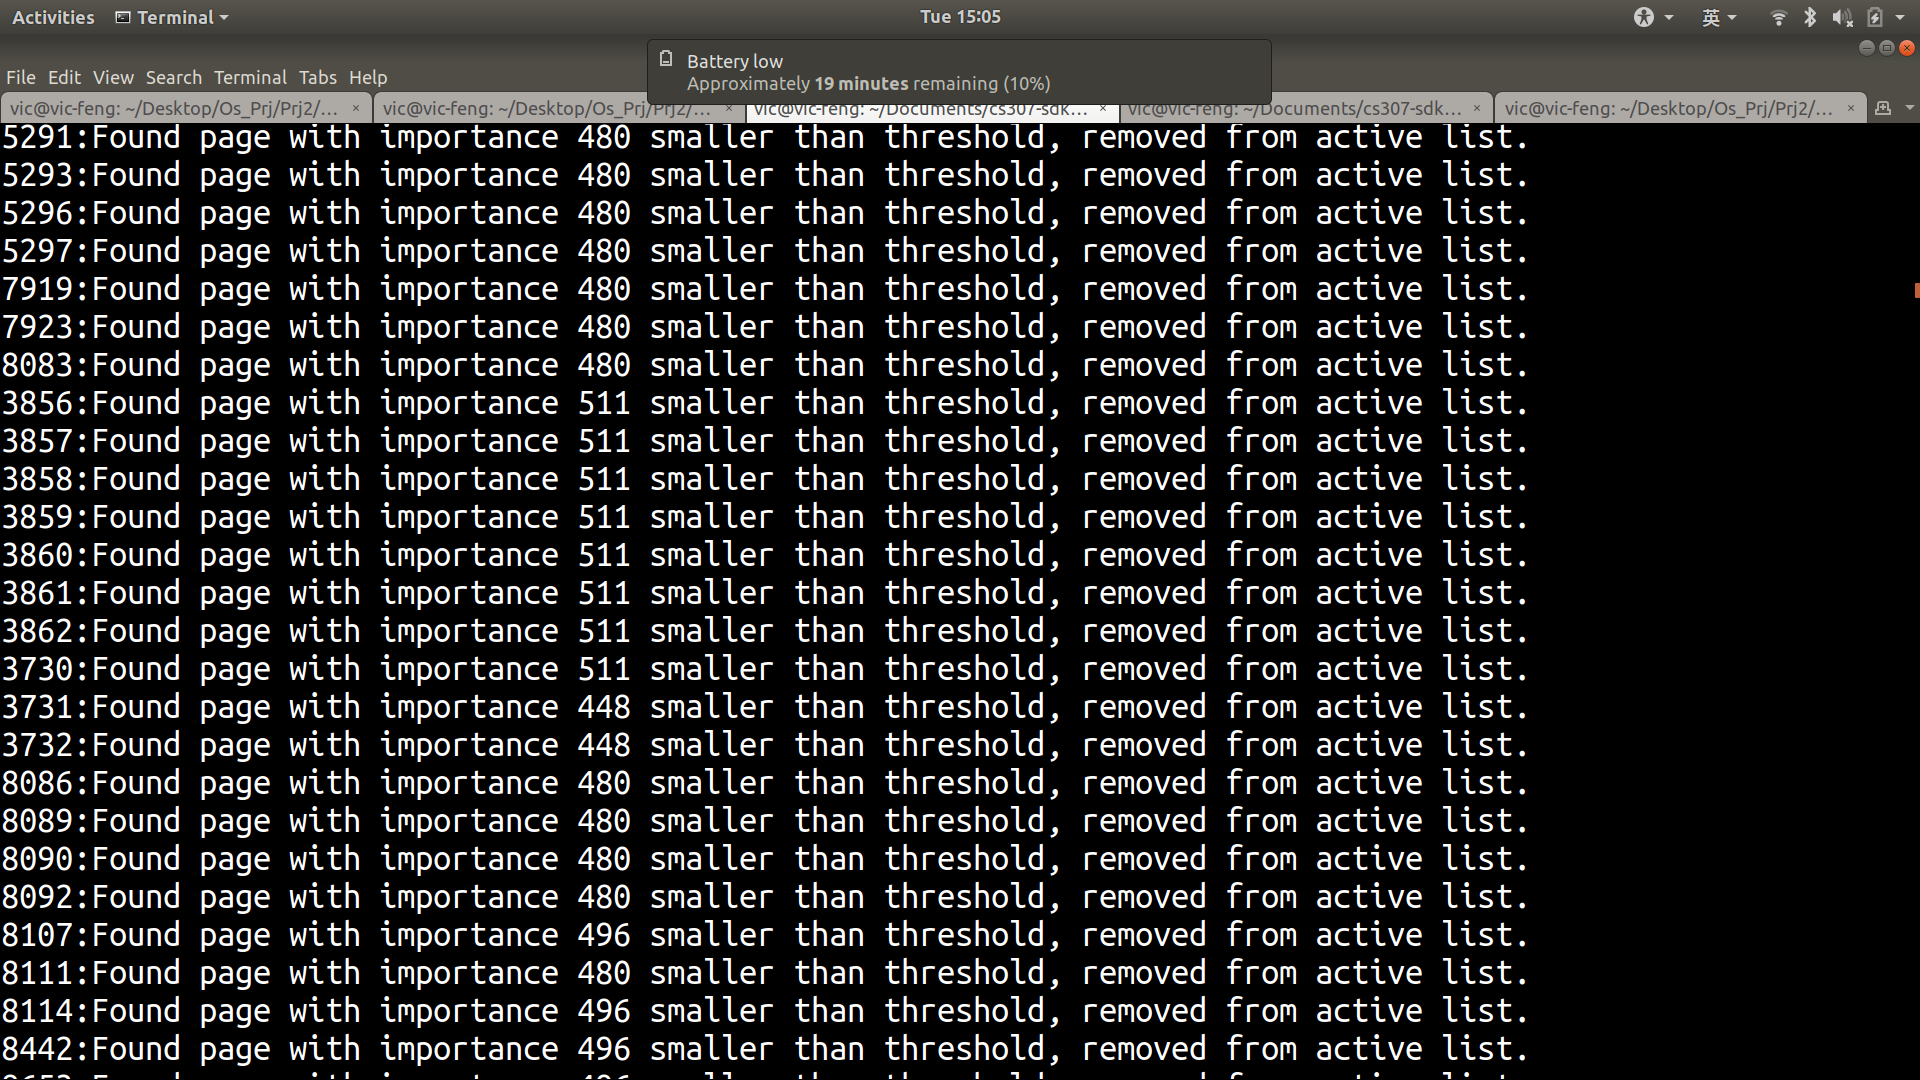 Activities Terminal Tue 15:05 英
Battery low
Approximately 19 minutes remaining (10%)
File Edit View Search Terminal Tabs Help
vic@vic-feng: ~/Desktop/Os_Prj/Prj2/... × vic@vic-feng: ~/Desktop/Os_Prj/Prj2/... × vic@vic-feng: ~/Documents/cs307-sdk... × vic@vic-feng: ~/Documents/cs307-sdk... × vic@vic-feng: ~/Desktop/Os_Prj/Prj2/... ×
5291:Found page with importance 480 smaller than threshold, removed from active list.
5293:Found page with importance 480 smaller than threshold, removed from active list.
5296:Found page with importance 480 smaller than threshold, removed from active list.
5297:Found page with importance 480 smaller than threshold, removed from active list.
7919:Found page with importance 480 smaller than threshold, removed from active list.
7923:Found page with importance 480 smaller than threshold, removed from active list.
8083:Found page with importance 480 smaller than threshold, removed from active list.
3856:Found page with importance 511 smaller than threshold, removed from active list.
3857:Found page with importance 511 smaller than threshold, removed from active list.
3858:Found page with importance 511 smaller than threshold, removed from active list.
3859:Found page with importance 511 smaller than threshold, removed from active list.
3860:Found page with importance 511 smaller than threshold, removed from active list.
3861:Found page with importance 511 smaller than threshold, removed from active list.
3862:Found page with importance 511 smaller than threshold, removed from active list.
3730:Found page with importance 511 smaller than threshold, removed from active list.
3731:Found page with importance 448 smaller than threshold, removed from active list.
3732:Found page with importance 448 smaller than threshold, removed from active list.
8086:Found page with importance 480 smaller than threshold, removed from active list.
8089:Found page with importance 480 smaller than threshold, removed from active list.
8090:Found page with importance 480 smaller than threshold, removed from active list.
8092:Found page with importance 480 smaller than threshold, removed from active list.
8107:Found page with importance 496 smaller than threshold, removed from active list.
8111:Found page with importance 480 smaller than threshold, removed from active list.
8114:Found page with importance 496 smaller than threshold, removed from active list.
8442:Found page with importance 496 smaller than threshold, removed from active list.